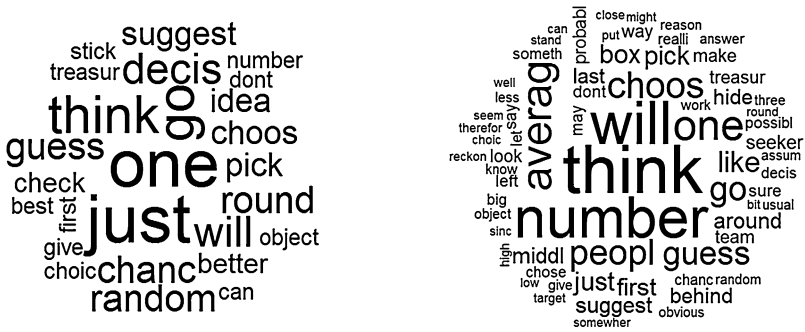 suggest
stick
treasur
decis
number
dont
think
go
idea
choos
guess
one
pick
check
best
first
just
round
will
object
give
choic
chanc
better
random
can
close
might
can
stand
someth
probabl
put
way
reason
realli
answer
box
pick
make
averag
last
dont
choos
treasur
well
less
work
hide
three
seem
therefor
choic
let
say
may
will
one
round
possibl
seeker
reckon
look
know
left
think
like
assum
decis
go
sure
bit
usual
big
object
sinc
number
around
team
high
middl
peopl
guess
chose
low
give
target
just
first
chanc
random
behind
suggest
obvious
somewher